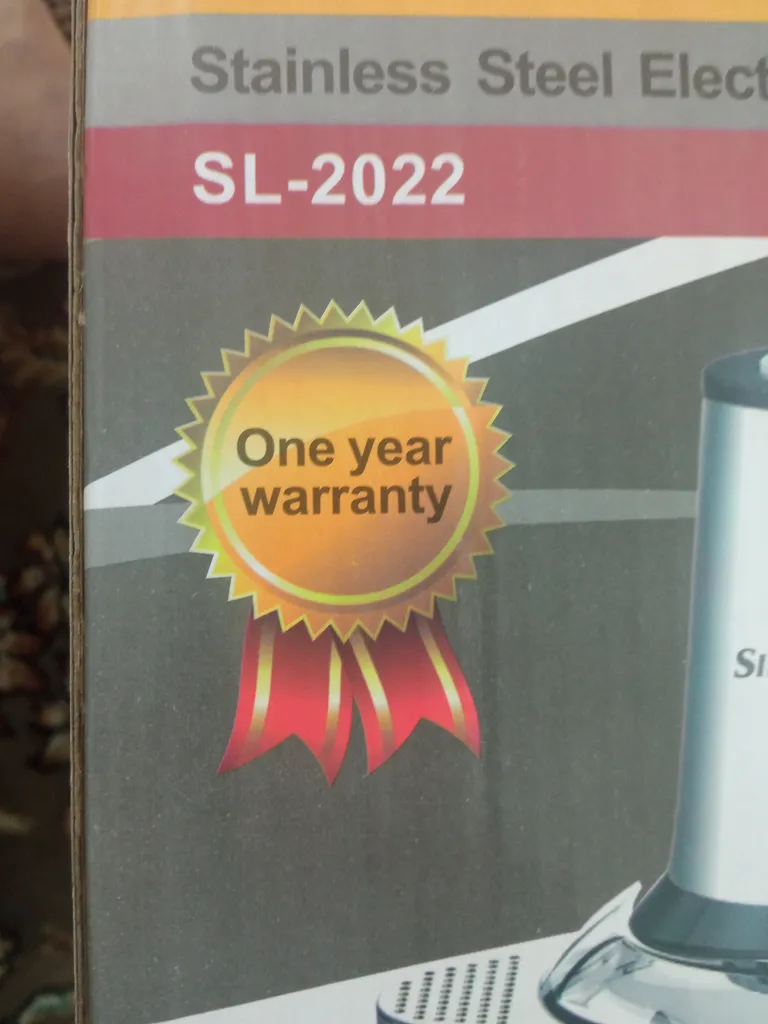 Stainless Steel Elect
SL-2022
One year
warranty